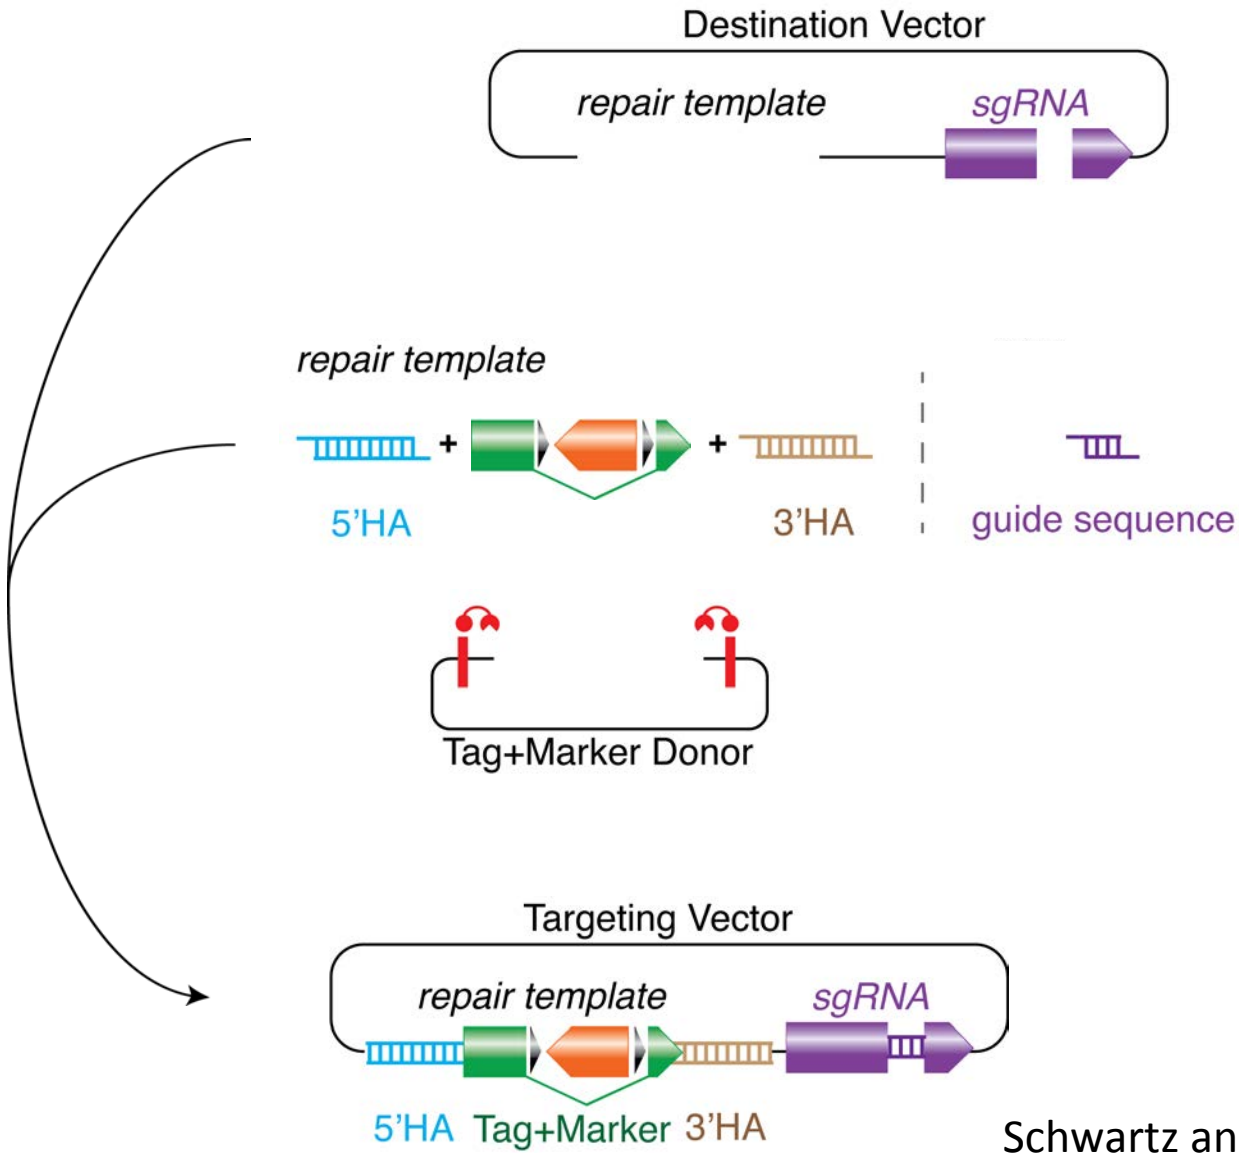 Destination Vector
repair template sgRNA
repair template
+ +
5'HA 3'HA guide sequence
Tag+Marker Donor
Targeting Vector
repair template sgRNA
5'HA Tag+Marker 3'HA
Schwartz an